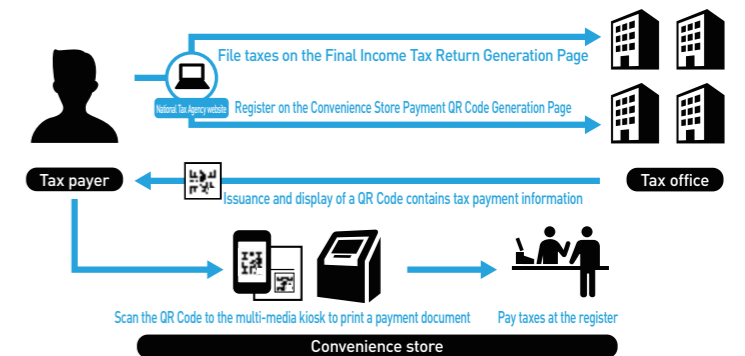 File taxes on the Final Income Tax Return Generation Page
National Tax Agency website
Register on the Convenience Store Payment QR Code Generation Page
Tax payer
Tax office
Issuance and display of a QR Code contains tax payment information
Scan the QR Code to the multi-media kiosk to print a payment document
Pay taxes at the register
Convenience store